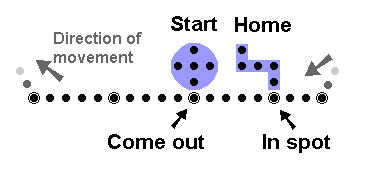 Start Home
Direction of
movement
Come out In spot